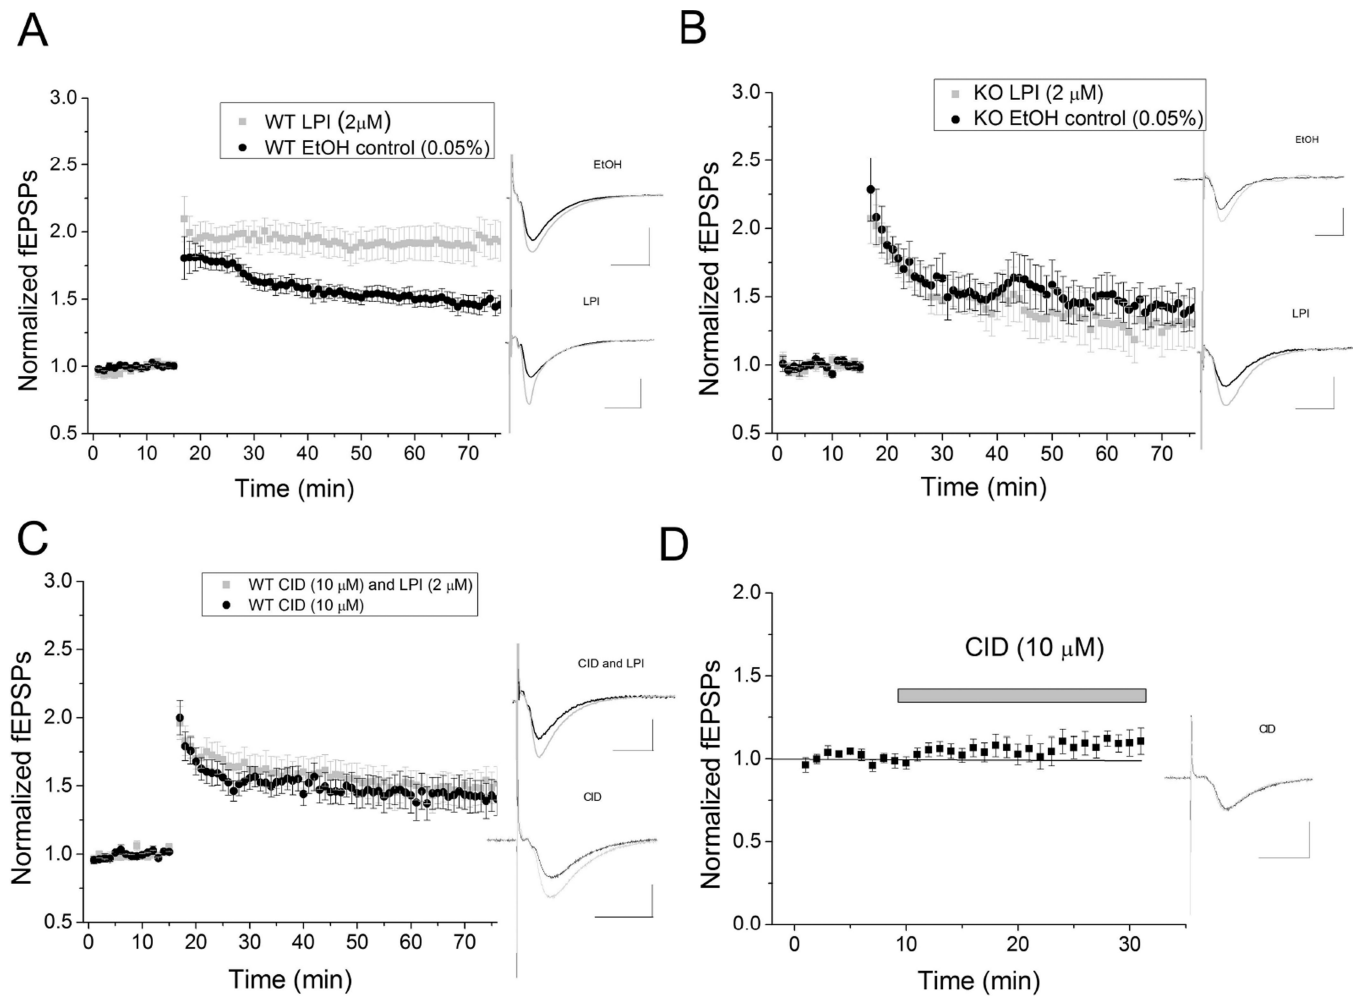 A
Normalized fEPSPs
3.0
2.5
2.0
1.5
1.0
0.5
0 10 20 30 40 50 60 70
Time (min)
WT LPI (2μM)
WT EtOH control (0.05%)
EtOH
LPI
B
Normalized fEPSPs
3.0
2.5
2.0
1.5
1.0
0.5
0 10 20 30 40 50 60 70
Time (min)
KO LPI (2 μM)
KO EtOH control (0.05%)
EtOH
LPI
C
Normalized fEPSPs
3.0
2.5
2.0
1.5
1.0
0.5
0 10 20 30 40 50 60 70
Time (min)
WT CID (10 μM) and LPI (2 μM)
WT CID (10 μM)
CID and LPI
CID
D
Normalized fEPSPs
2.0
1.5
1.0
0.5
0.0
0 10 20 30
Time (min)
CID (10 μM)
CID